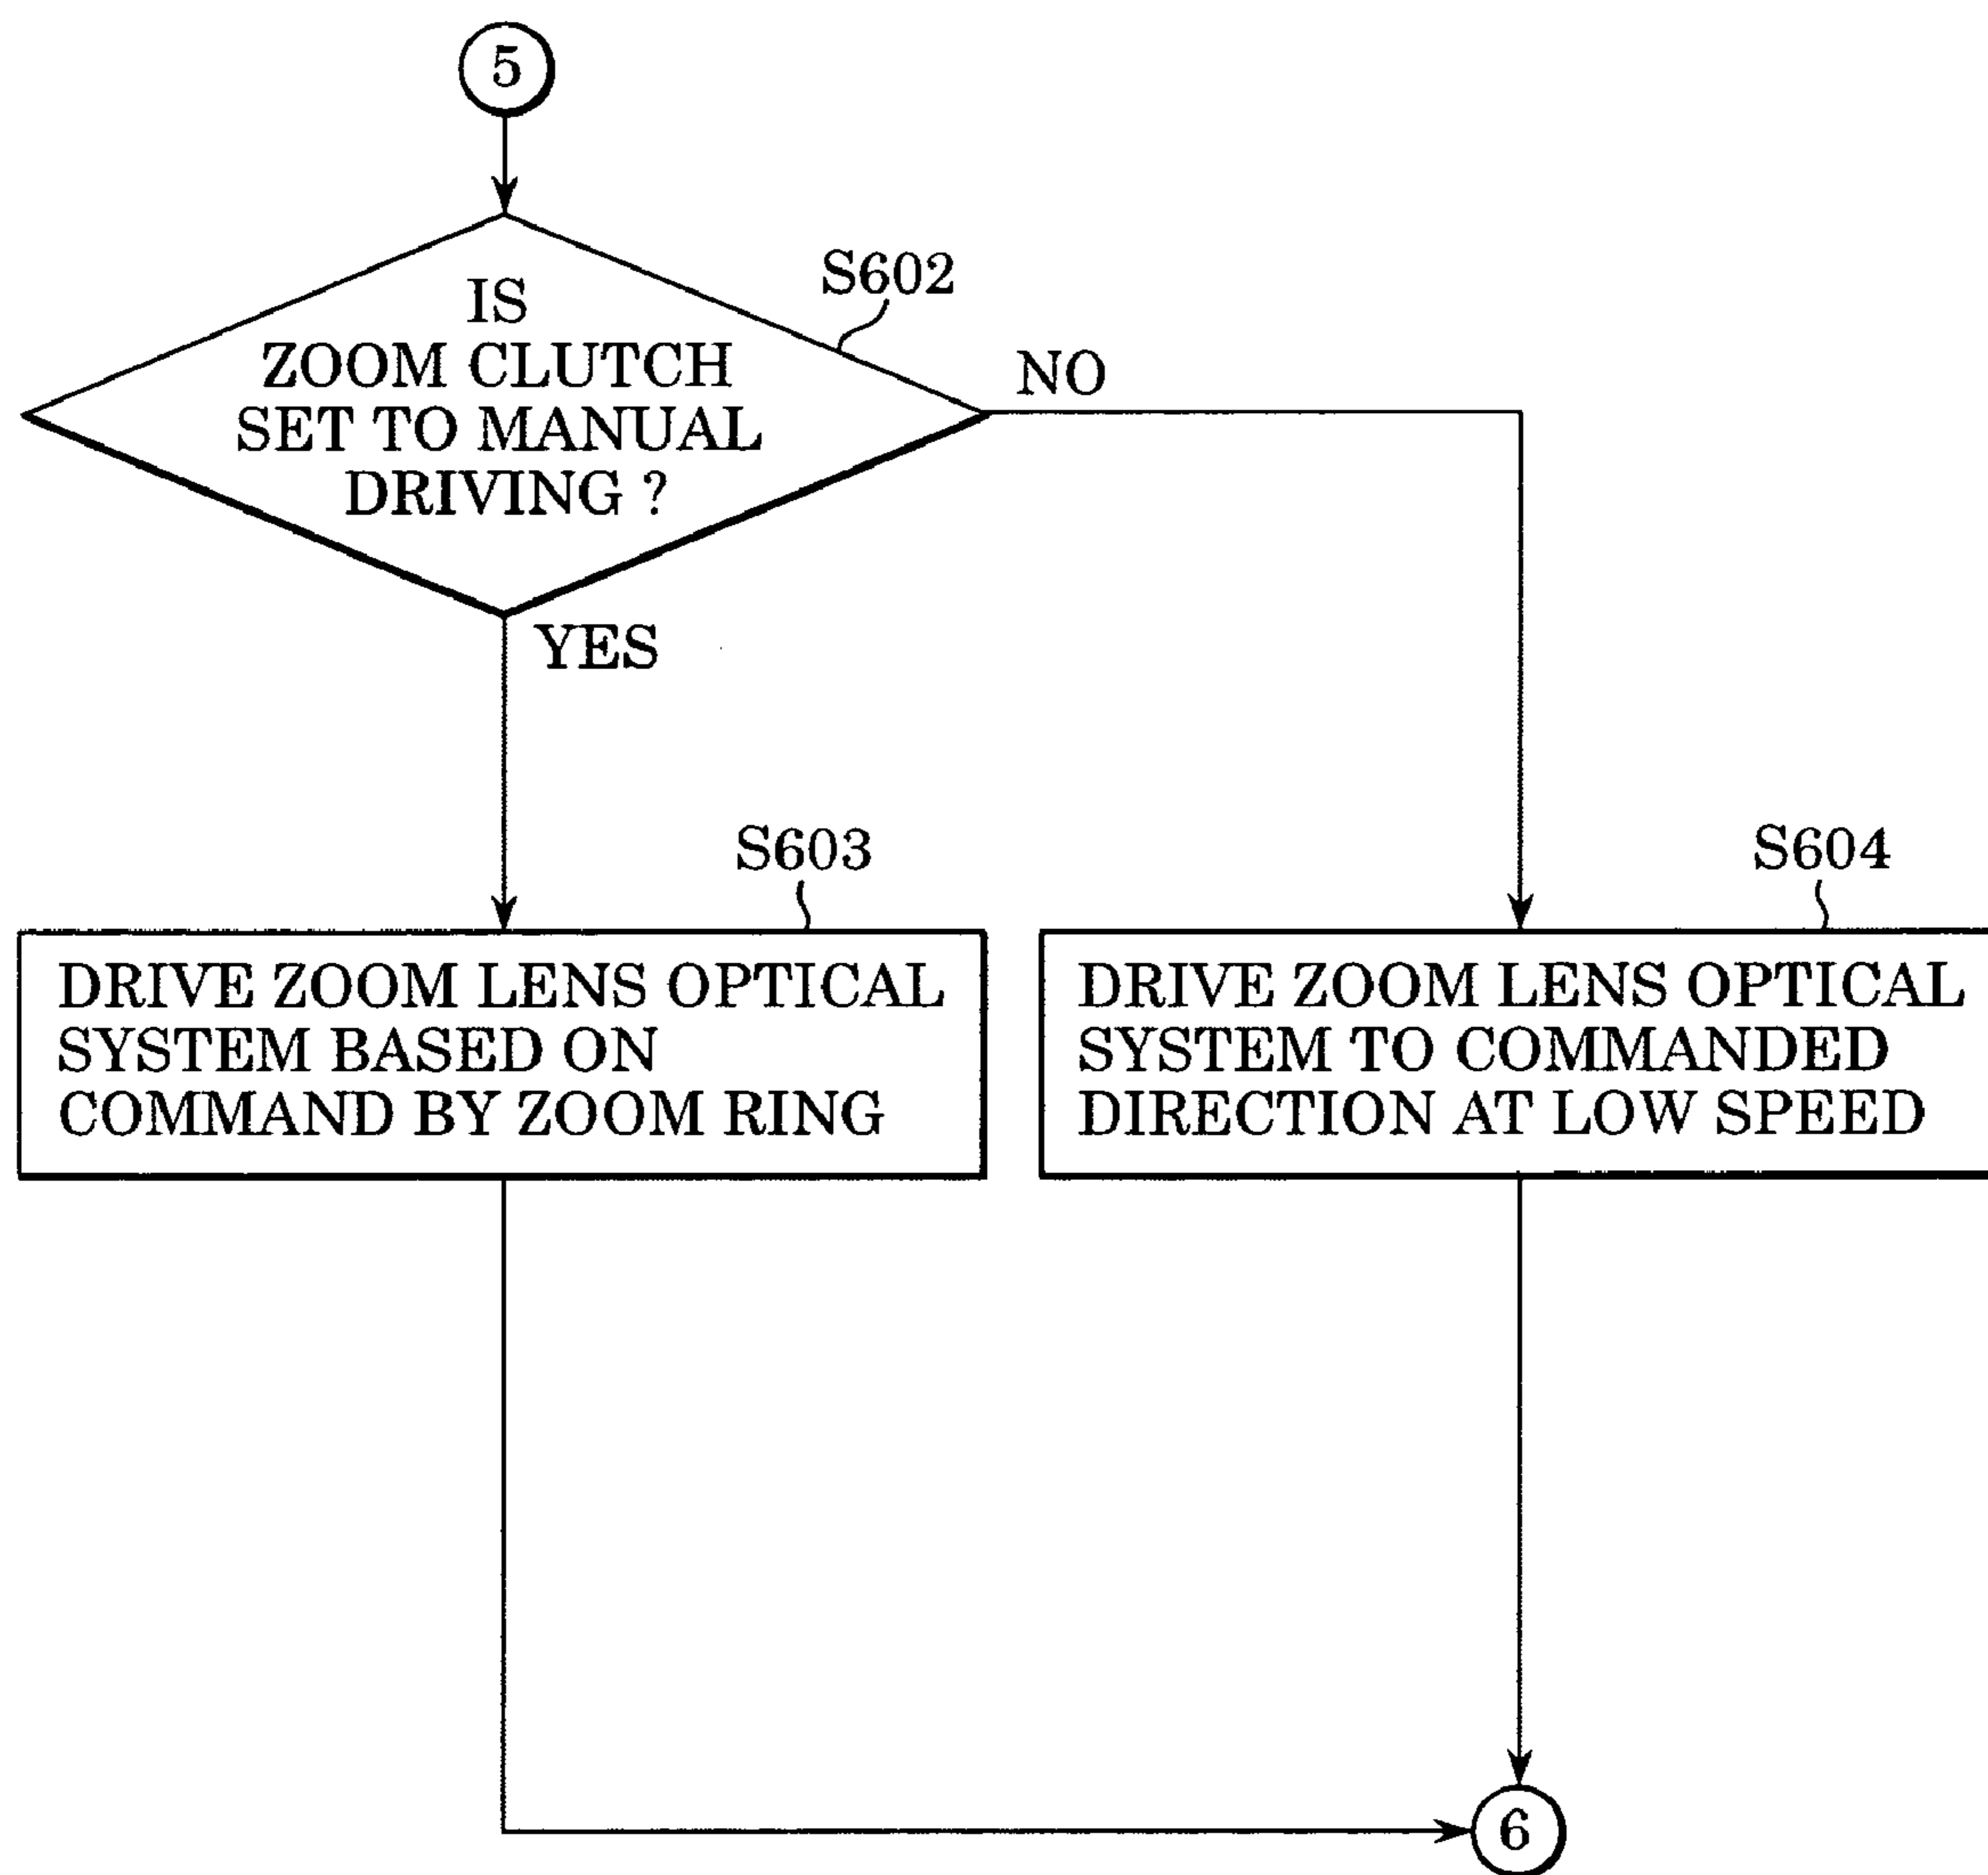 5
S602
IS
ZOOM CLUTCH
SET TO MANUAL
DRIVING ?
NO
YES
S603
DRIVE ZOOM LENS OPTICAL
SYSTEM BASED ON
COMMAND BY ZOOM RING
S604
DRIVE ZOOM LENS OPTICAL
SYSTEM TO COMMANDED
DIRECTION AT LOW SPEED
6